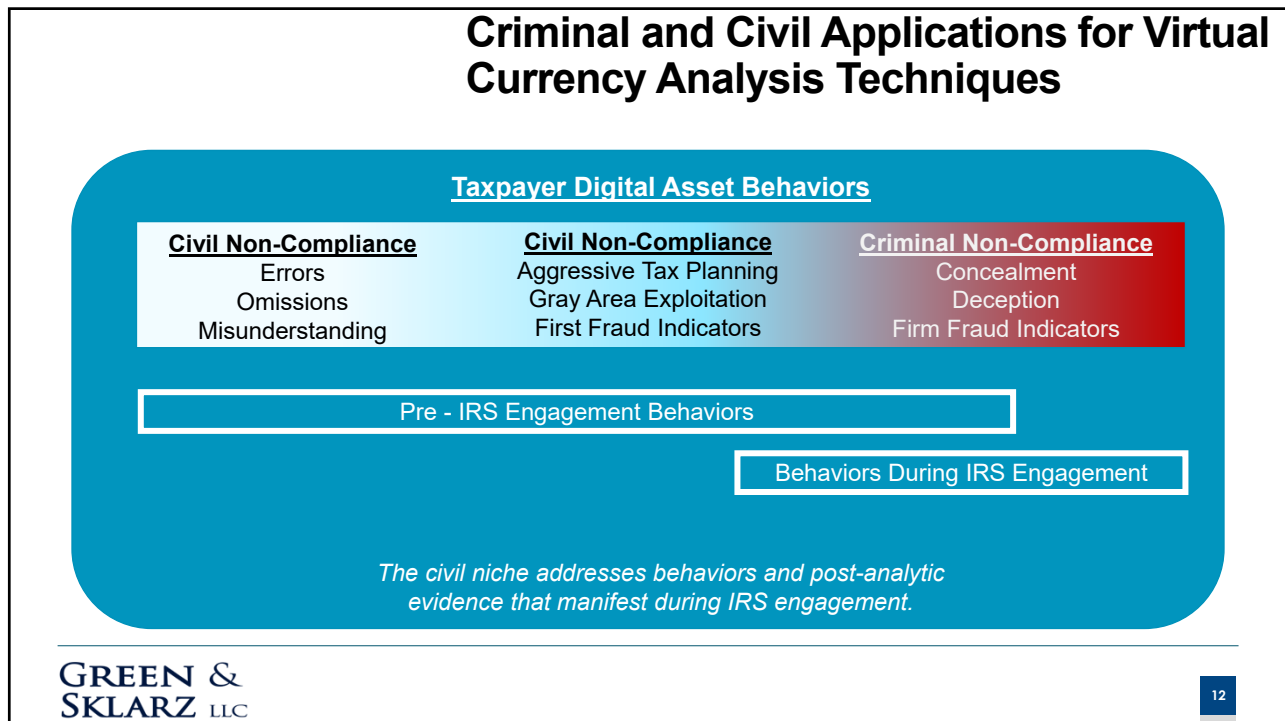 Criminal and Civil Applications for Virtual
Currency Analysis Techniques
Taxpayer Digital Asset Behaviors
Civil Non-Compliance
Errors
Omissions
Misunderstanding
Civil Non-Compliance
Aggressive Tax Planning
Gray Area Exploitation
First Fraud Indicators
Criminal Non-Compliance
Concealment
Deception
Firm Fraud Indicators
Pre - IRS Engagement Behaviors
Behaviors During IRS Engagement
The civil niche addresses behaviors and post-analytic
evidence that manifest during IRS engagement.
GREEN &
SKLARZ LLC
12